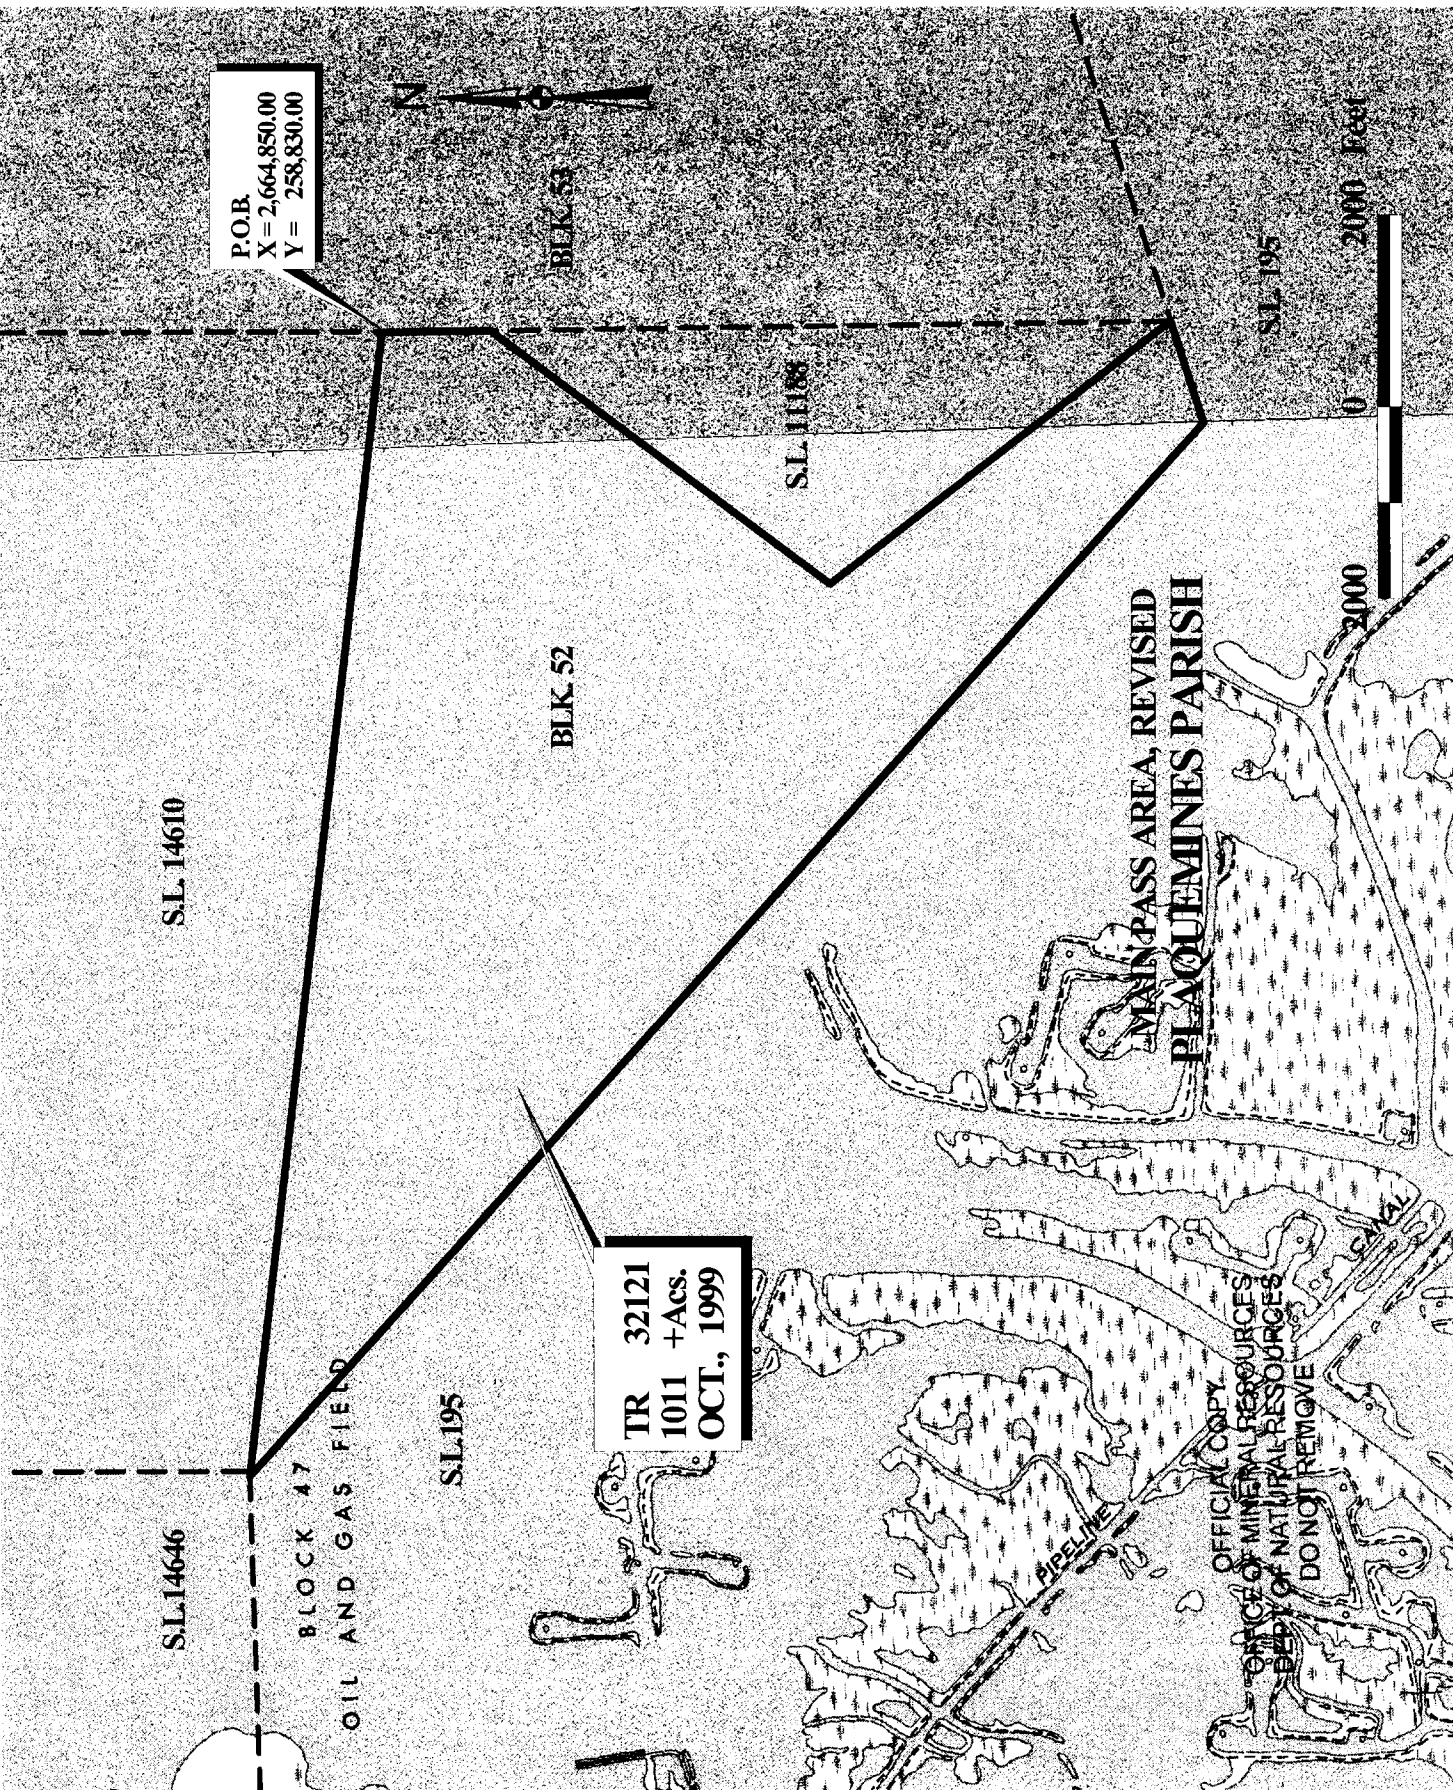 S.L.14646
S.L. 14610
P.O.B.
X = 2,664,850.00
Y =   258,830.00
N
BLOCK 47
OIL AND GAS FIELD
S.L.195
BLK. 52
BLK. 53
TR 32121
1011 +Acs.
OCT., 1999
S.L. 11188
MAIN PASS AREA, REVISED
PLAQUEMINES PARISH
S.L. 195
PIPELINE
CANAL
OFFICIAL COPY
OFFICE OF MINERAL RESOURCES
DEPT OF NATURAL RESOURCES
DO NOT REMOVE
2000 0 2000 Feet